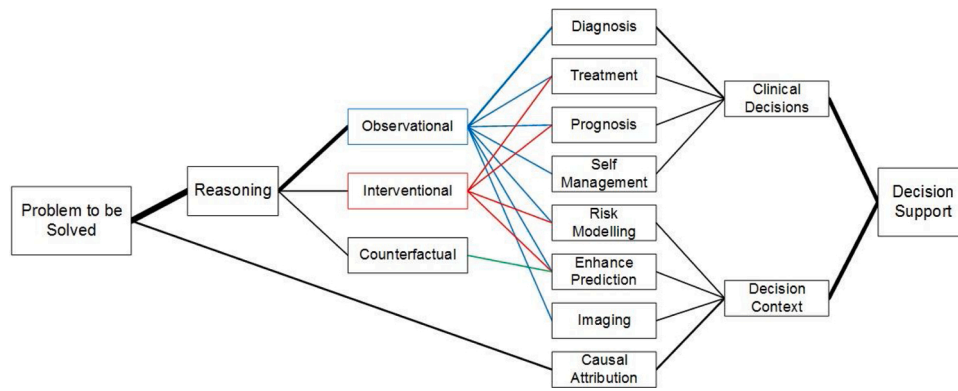 Problem to be
Solved
Reasoning
Observational
Interventional
Counterfactual
Diagnosis
Treatment
Prognosis
Self
Management
Risk
Modelling
Enhance
Prediction
Imaging
Causal
Attribution
Clinical
Decisions
Decision
Context
Decision
Support